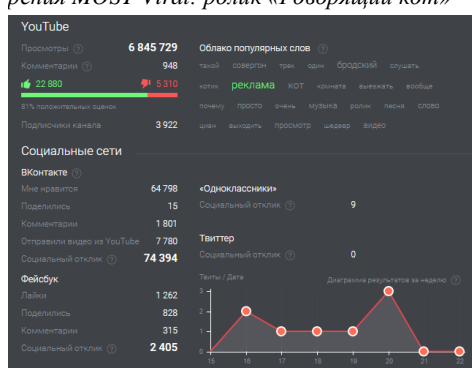 рения MOST Viral: ролик «Говорящий кот»
YouTube
Просмотры 6 845 729
Комментарии 948
22 880 5 310
81% положительных оценок
Подписчики канала 3 922
Облако популярных слов
такой совергон трек один бродский слушать
котик реклама кот комната выезжать вообще
почему просто очень музыка ролик песня слово
циан выходить просмотр шедевр видео
Социальные сети
ВКонтакте
Мне нравится 64 798
Поделились 15
Комментарии 1 801
Отправили видео из YouTube 7 780
Социальный отклик 74 394
Фейсбук
Лайки 1 262
Поделились 828
Комментарии 315
Социальный отклик 2 405
«Одноклассники»
Социальный отклик 9
Твиттер
Социальный отклик 0
Твиты / Дата Диаграмма результатов за неделю
3
2
1
0
15 16 17 18 19 20 21 22